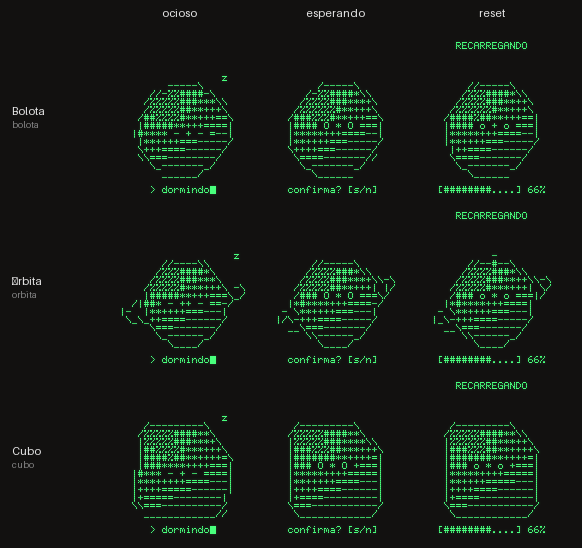 ocioso esperando reset
RECARREGANDO
z
Bolota
bolota
> dormindo confirma? [s/n] [########....] 66%
RECARREGANDO
z
rbita
orbita
> dormindo confirma? [s/n] [########....] 66%
RECARREGANDO
z
Cubo
cubo
> dormindo confirma? [s/n] [########....] 66%